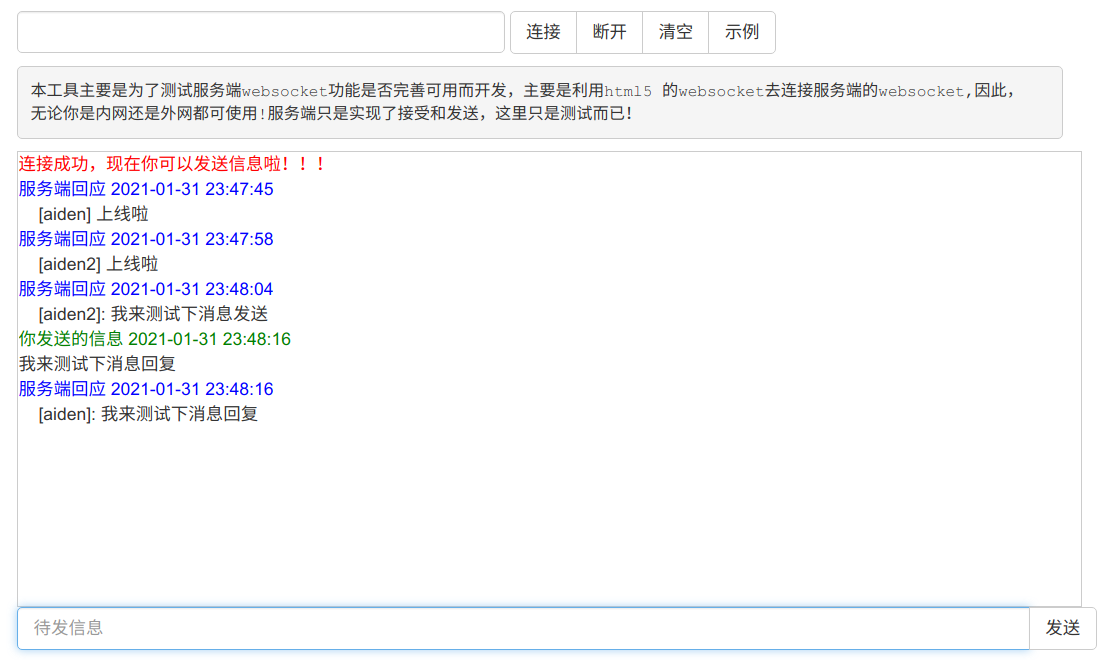 连接 断开 清空 示例
本工具主要是为了测试服务端websocket功能是否完善可用而开发，主要是利用html5 的websocket去连接服务端的websocket,因此，
无论你是内网还是外网都可使用!服务端只是实现了接受和发送，这里只是测试而已!
连接成功，现在你可以发送信息啦！！！
服务端回应 2021-01-31 23:47:45
[aiden] 上线啦
服务端回应 2021-01-31 23:47:58
[aiden2] 上线啦
服务端回应 2021-01-31 23:48:04
[aiden2]: 我来测试下消息发送
你发送的信息 2021-01-31 23:48:16
我来测试下消息回复
服务端回应 2021-01-31 23:48:16
[aiden]: 我来测试下消息回复
待发信息 发送